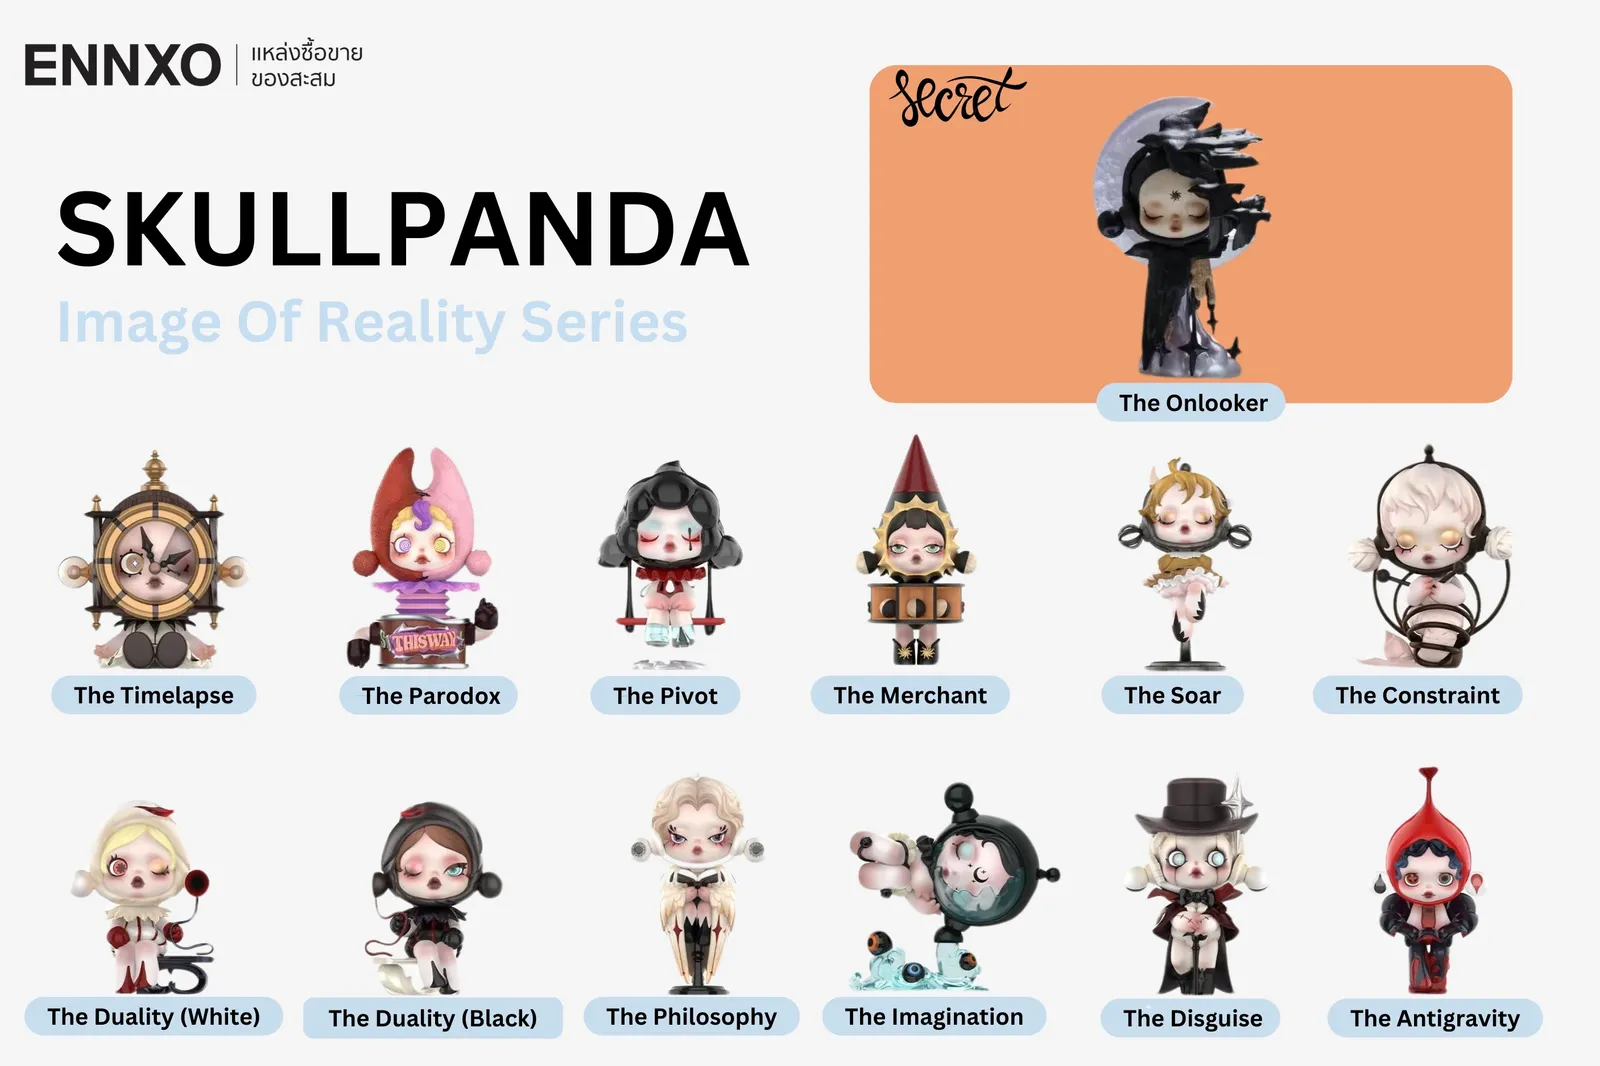 ENNXO
แหล่งซื้อขาย
ของสะสม
SKULLPANDA
Image Of Reality Series
Secret
The Onlooker
THISWAY
The Timelapse
The Parodox
The Pivot
The Merchant
The Soar
The Constraint
The Duality (White)
The Duality (Black)
The Philosophy
The Imagination
The Disguise
The Antigravity